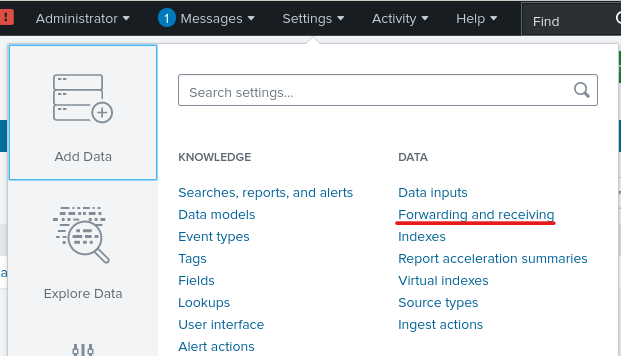 ! Administrator 1 Messages Settings Activity Help Find
Search settings...
Add Data
KNOWLEDGE
Searches, reports, and alerts
Data models
Event types
Tags
Fields
Lookups
User interface
Alert actions
DATA
Data inputs
Forwarding and receiving
Indexes
Report acceleration summaries
Virtual indexes
Source types
Ingest actions
Explore Data
a